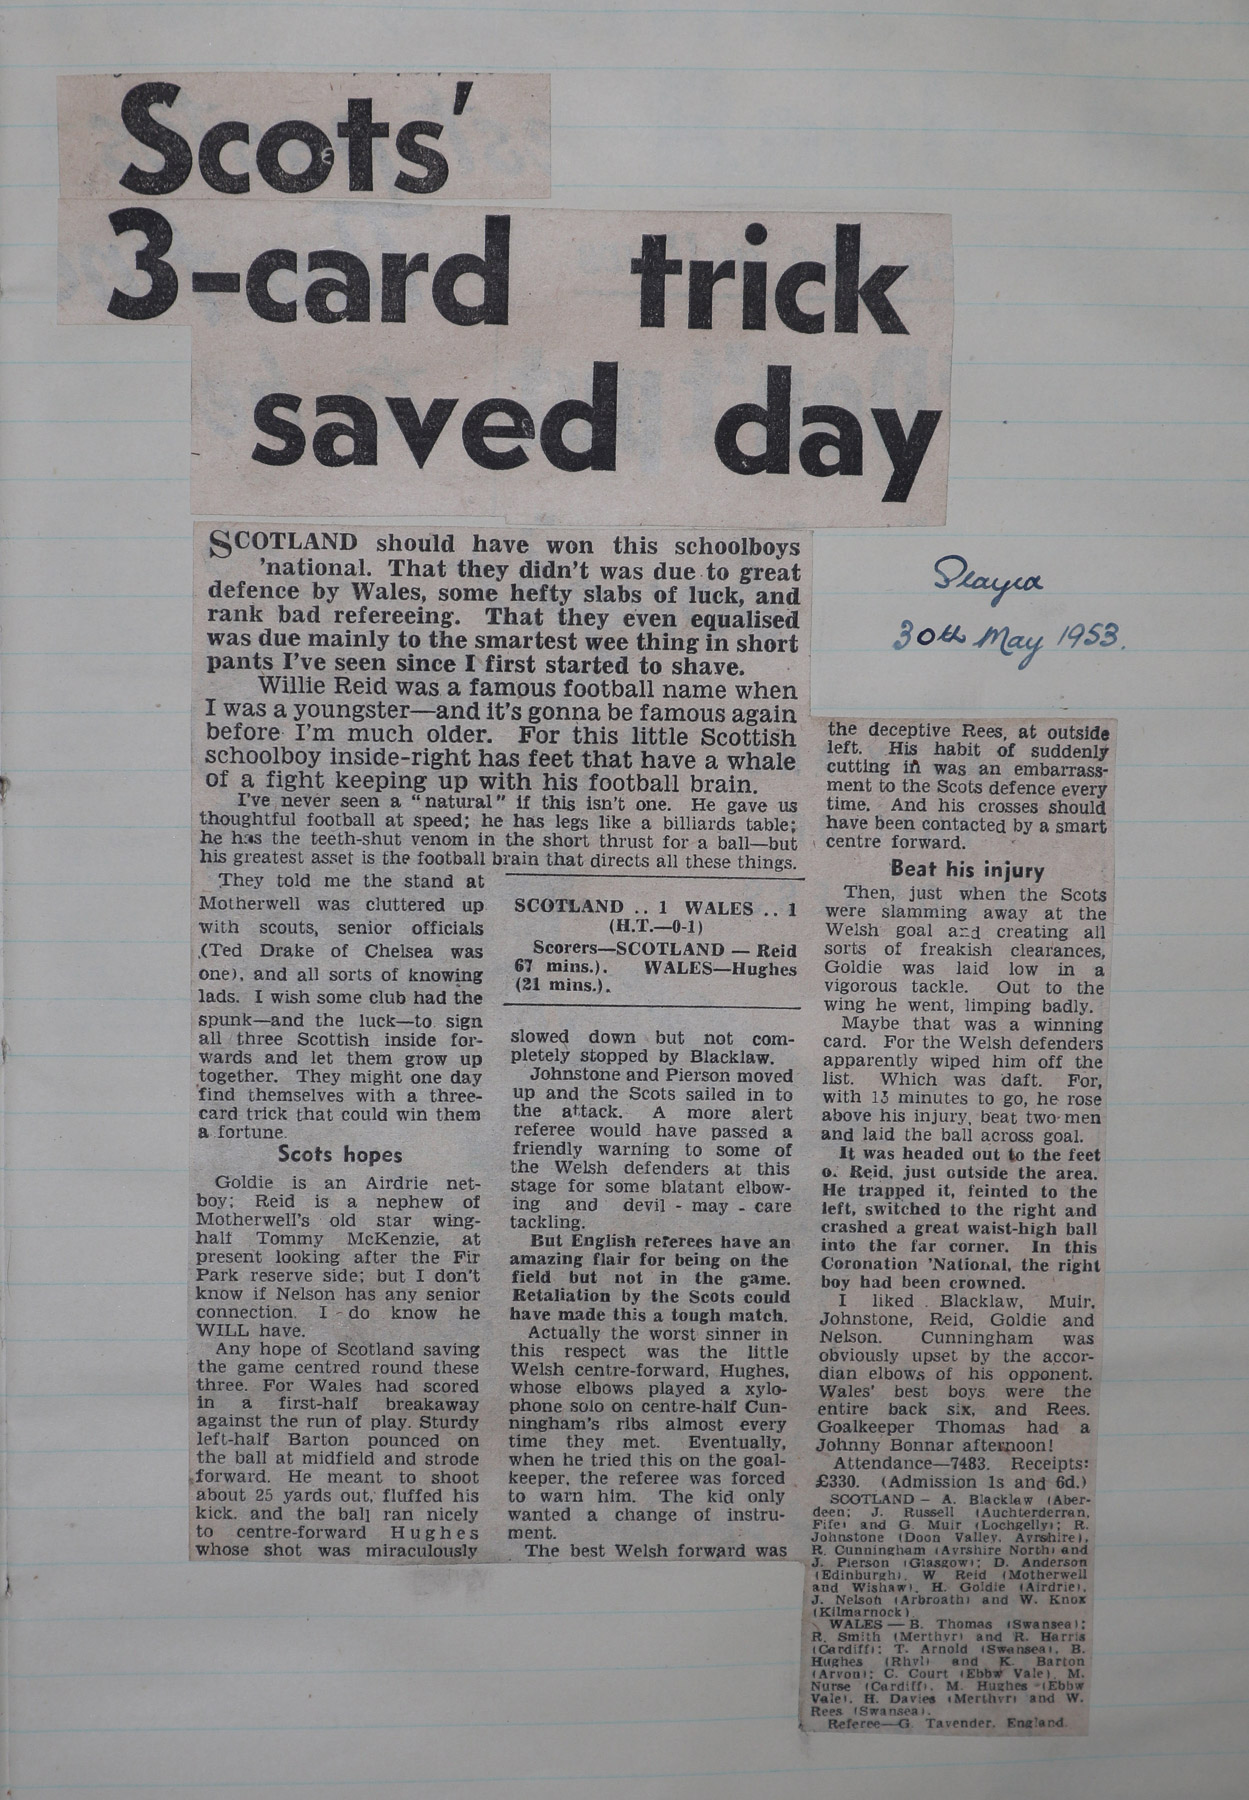 Scots'
3-card trick
saved day
SCOTLAND should have won this schoolboys
'national. That they didn't was due to great
defence by Wales, some hefty slabs of luck, and
rank bad refereeing. That they even equalised
was due mainly to the smartest wee thing in short
pants I've seen since I first started to shave.
Willie Reid was a famous football name when
I was a youngster—and it's gonna be famous again
before I'm much older. For this little Scottish
schoolboy inside-right has feet that have a whale
of a fight keeping up with his football brain.
I've never seen a "natural" if this isn't one. He gave us
thoughtful football at speed; he has legs like a billiards table;
he has the teeth-shut venom in the short thrust for a ball—but
his greatest asset is the football brain that directs all these things.
They told me the stand at
Motherwell was cluttered up
with scouts, senior officials
(Ted Drake of Chelsea was
one), and all sorts of knowing
lads. I wish some club had the
spunk—and the luck—to sign
all three Scottish inside for-
wards and let them grow up
together. They might one day
find themselves with a three-
card trick that could win them
a fortune.
Scots hopes
Goldie is an Airdrie net-
boy; Reid is a nephew of
Motherwell's old star wing-
half Tommy McKenzie, at
present looking after the Fir
Park reserve side; but I don't
know if Nelson has any senior
connection. I do know he
WILL have.
Any hope of Scotland saving
the game centred round these
three. For Wales had scored
in a first-half breakaway
against the run of play. Sturdy
left-half Barton pounced on
the ball at midfield and strode
forward. He meant to shoot
about 25 yards out, fluffed his
kick, and the ball ran nicely
to centre-forward Hughes
whose shot was miraculously
SCOTLAND .. 1 WALES .. 1
(H.T.—0-1)
Scorers—SCOTLAND — Reid
67 mins.). WALES—Hughes
(21 mins.).
slowed down but not com-
pletely stopped by Blacklaw.
Johnstone and Pierson moved
up and the Scots sailed in to
the attack. A more alert
referee would have passed a
friendly warning to some of
the Welsh defenders at this
stage for some blatant elbow-
ing and devil - may - care
tackling.
But English referees have an
amazing flair for being on the
field but not in the game.
Retaliation by the Scots could
have made this a tough match.
Actually the worst sinner in
this respect was the little
Welsh centre-forward, Hughes,
whose elbows played a xylo-
phone solo on centre-half Cun-
ningham's ribs almost every
time they met. Eventually,
when he tried this on the goal-
keeper, the referee was forced
to warn him. The kid only
wanted a change of instru-
ment.
The best Welsh forward was
Played
30th May 1953.
the deceptive Rees, at outside
left. His habit of suddenly
cutting in was an embarrass-
ment to the Scots defence every
time. And his crosses should
have been contacted by a smart
centre forward.
Beat his injury
Then, just when the Scots
were slamming away at the
Welsh goal and creating all
sorts of freakish clearances,
Goldie was laid low in a
vigorous tackle. Out to the
wing he went, limping badly.
Maybe that was a winning
card. For the Welsh defenders
apparently wiped him off the
list. Which was daft. For,
with 13 minutes to go, he rose
above his injury, beat two men
and laid the ball across goal.
It was headed out to the feet
o. Reid, just outside the area.
He trapped it, feinted to the
left, switched to the right and
crashed a great waist-high ball
into the far corner. In this
Coronation 'National, the right
boy had been crowned.
I liked Blacklaw, Muir,
Johnstone, Reid, Goldie and
Nelson. Cunningham was
obviously upset by the accor-
dian elbows of his opponent.
Wales' best boys were the
entire back six, and Rees.
Goalkeeper Thomas had a
Johnny Bonnar afternoon!
Attendance—7483. Receipts:
£330. (Admission 1s and 6d.)
SCOTLAND — A. Blacklaw (Aber-
deen; J. Russell (Auchterderran,
Fife) and G. Muir (Lochgelly); R.
Johnstone (Doon Valley, Ayrshire),
R. Cunningham (Ayrshire North) and
J. Pierson (Glasgow); D. Anderson
(Edinburgh), W. Reid (Motherwell
and Wishaw), H. Goldie (Airdrie),
J. Nelson (Arbroath) and W. Knox
(Kilmarnock).
WALES — B. Thomas (Swansea);
R. Smith (Merthyr) and R. Harris
(Cardiff); T. Arnold (Swansea), B.
Hughes (Rhyl) and K. Barton
(Arvon); C. Court (Ebbw Vale), M.
Nurse (Cardiff), M. Hughes (Ebbw
Vale), H. Davies (Merthyr) and W.
Rees (Swansea).
Referee—G. Tavender, England.